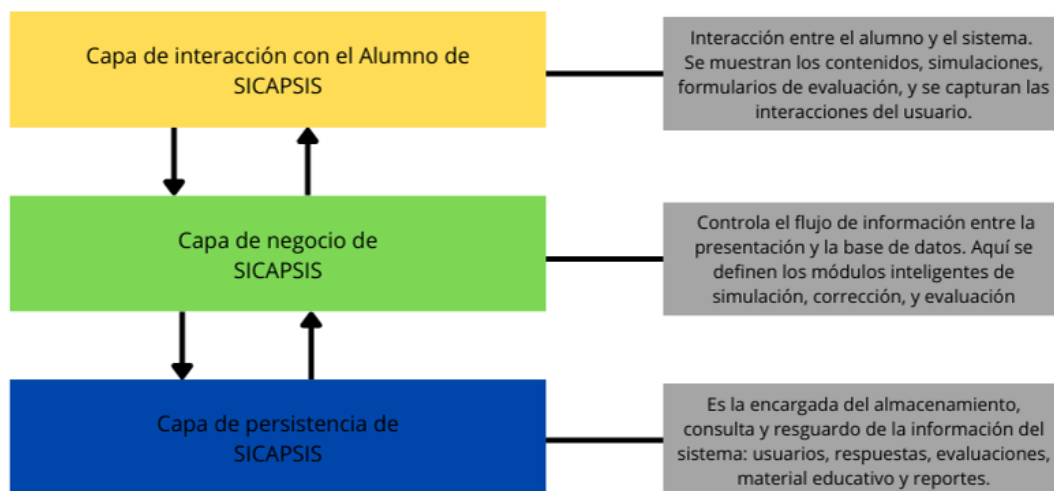 Capa de interacción con el Alumno de
SICAPSIS
Interacción entre el alumno y el sistema.
Se muestran los contenidos, simulaciones,
formularios de evaluación, y se capturan las
interacciones del usuario.
Capa de negocio de
SICAPSIS
Controla el flujo de información entre la
presentación y la base de datos. Aquí se
definen los módulos inteligentes de
simulación, corrección, y evaluación
Capa de persistencia de
SICAPSIS
Es la encargada del almacenamiento,
consulta y resguardo de la información del
sistema: usuarios, respuestas, evaluaciones,
material educativo y reportes.